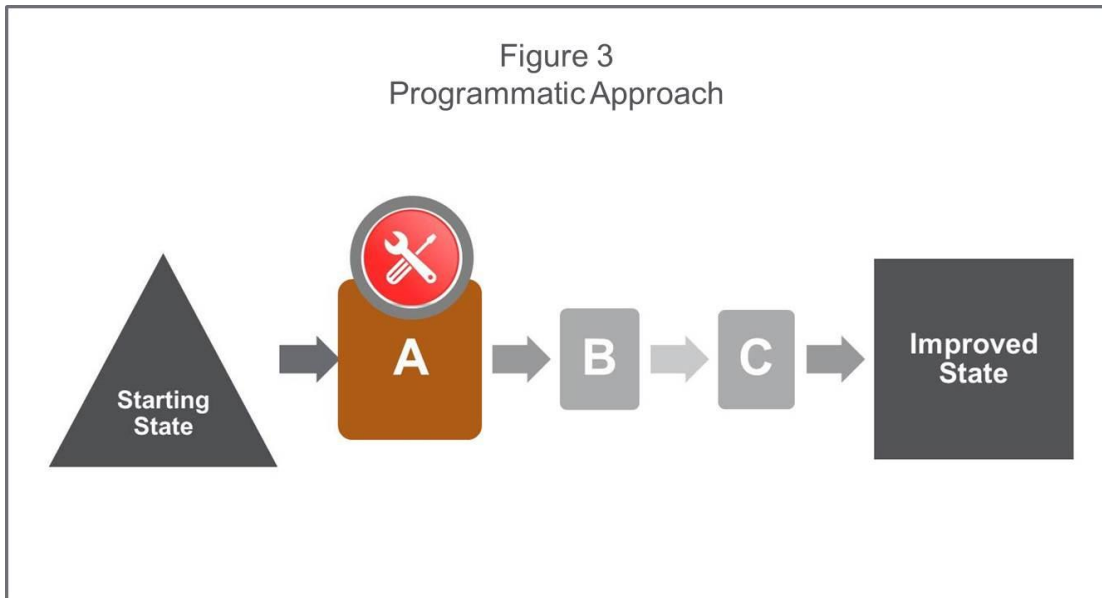 Figure 3
Programmatic Approach
Starting
State
A
B
C
Improved
State